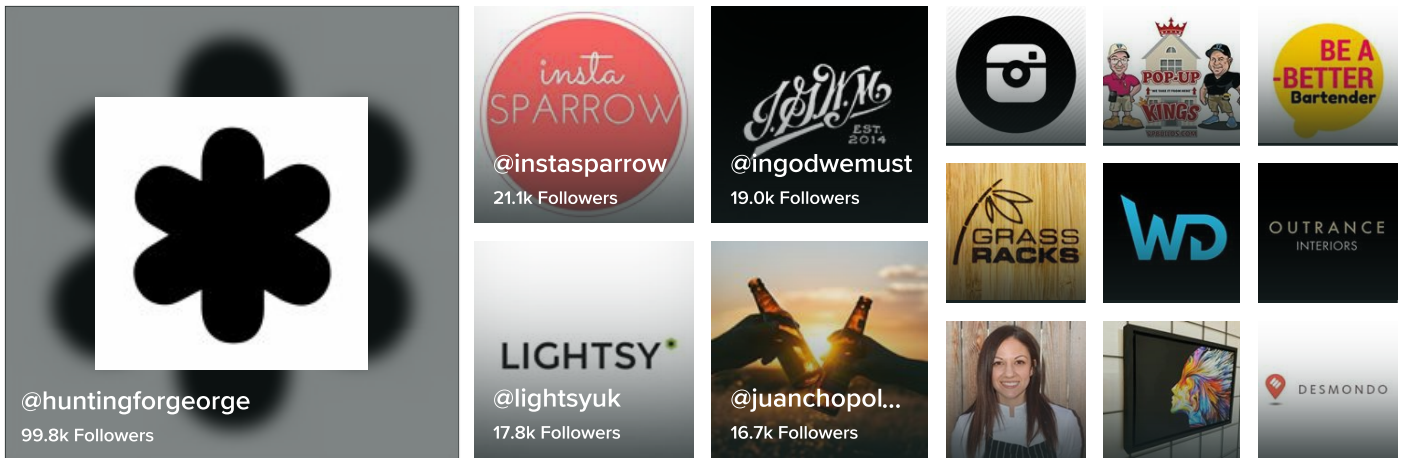 @huntingforgeorge
99.8k Followers
insta
SPARROW
@instasparrow
21.1k Followers
I.G.W.M.
EST.
2014
@ingodwemust
19.0k Followers
LIGHTSY
@lightsyuk
17.8k Followers
@juanchopol...
16.7k Followers
POP-UP
KINGS
BE A
-BETTER
Bartender
GRASS
RACKS
WD
OUTRANCE
INTERIORS
DESMONDO